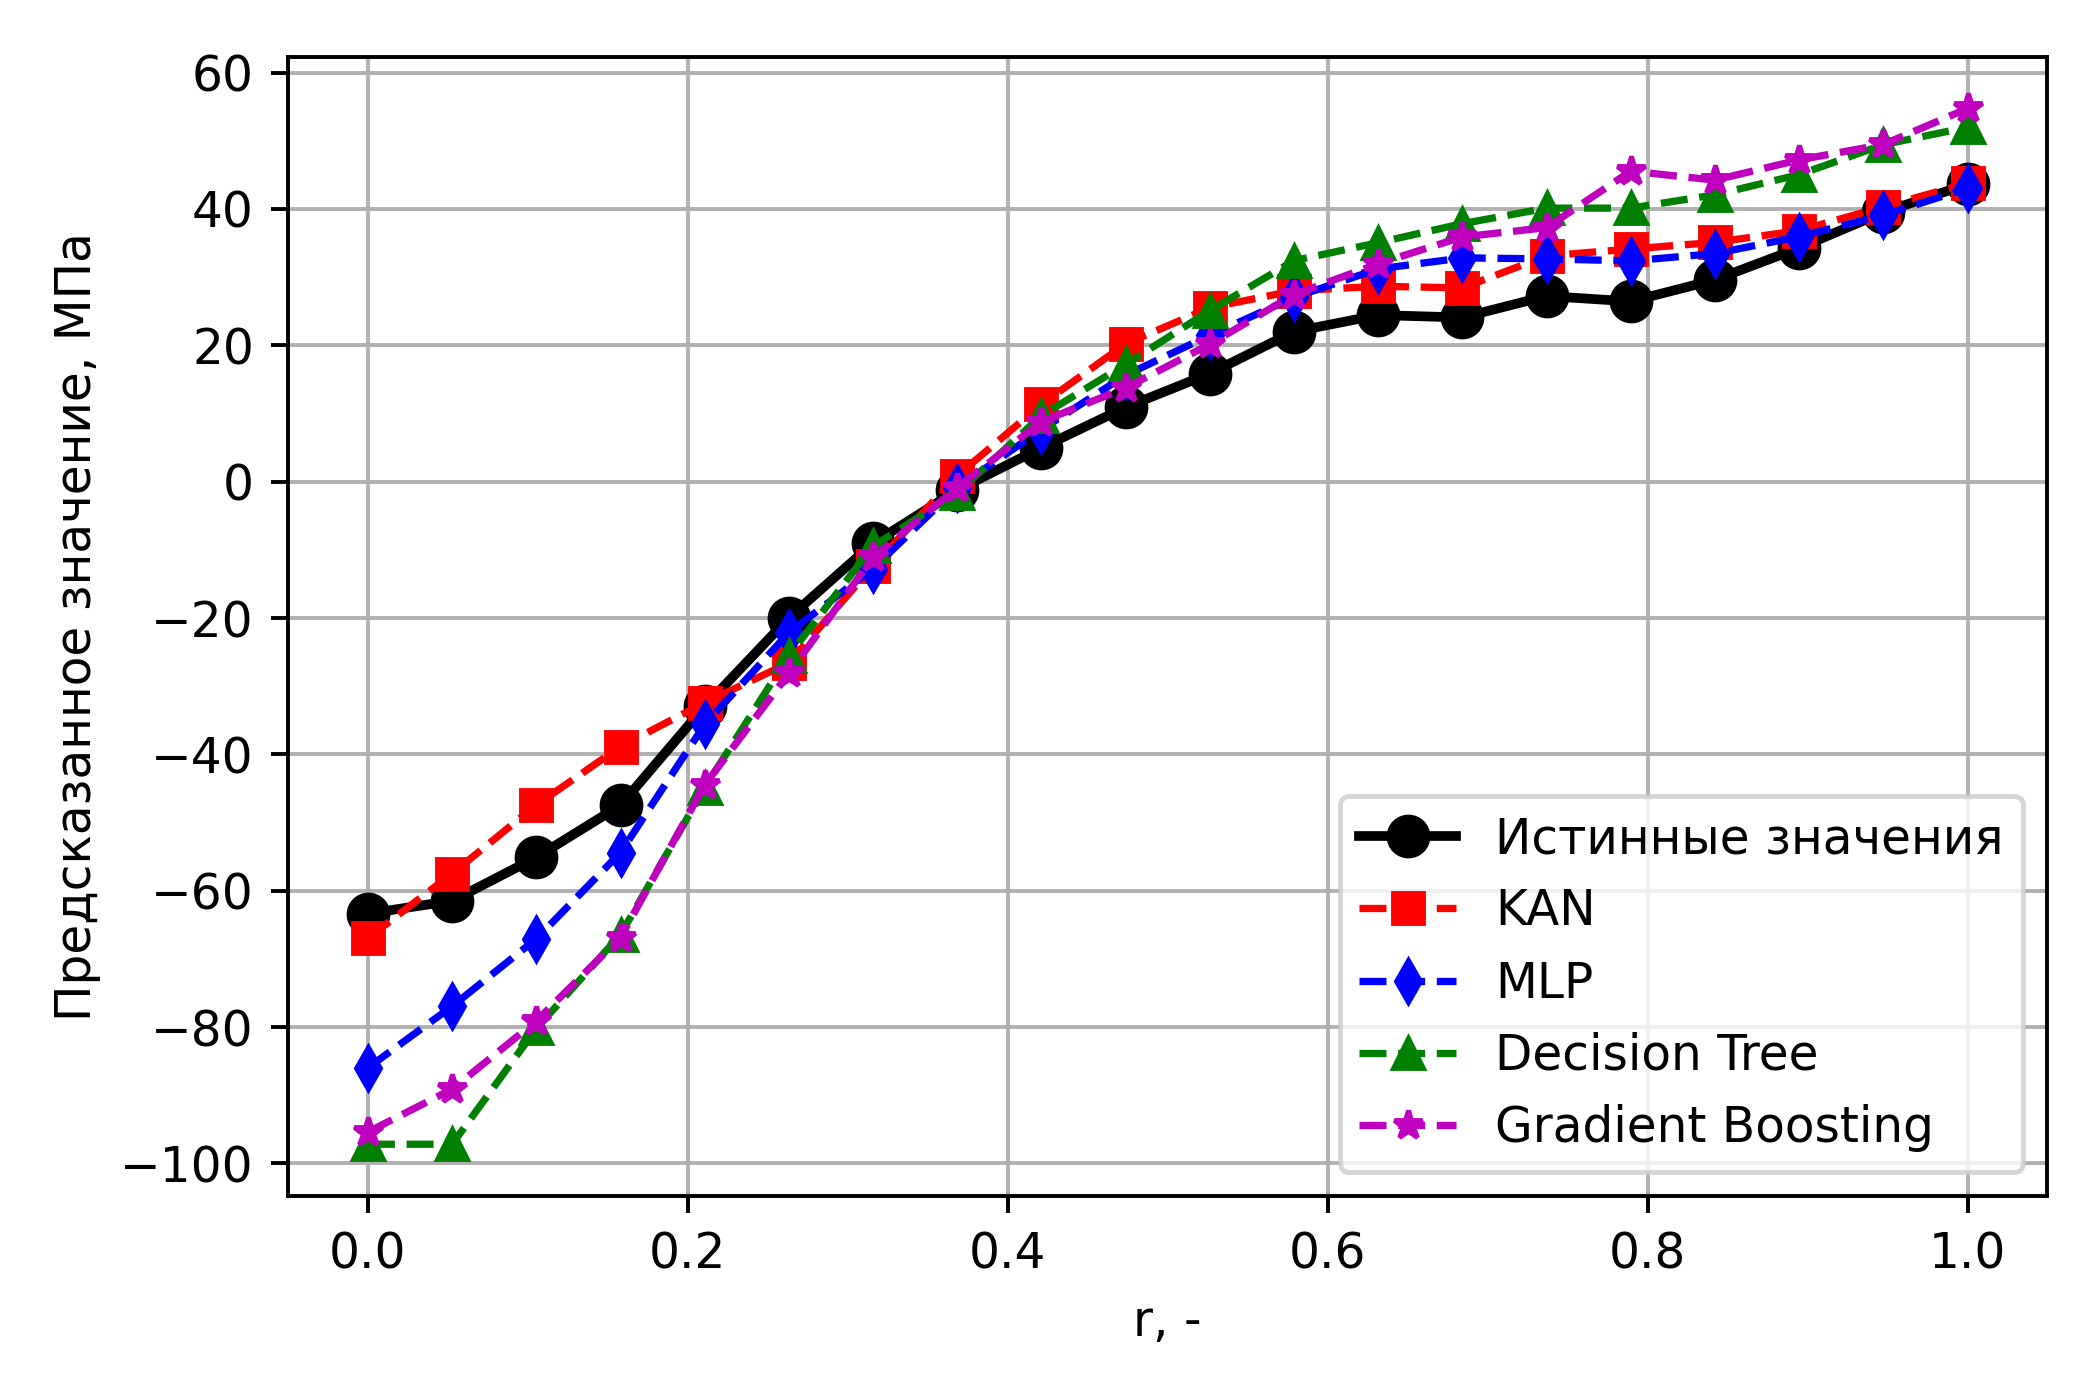 Предсказанное значение, МПа
60
40
20
0
−20
−40
−60
−80
−100
0.0 0.2 0.4 0.6 0.8 1.0
r, -
Истинные значения
KAN
MLP
Decision Tree
Gradient Boosting